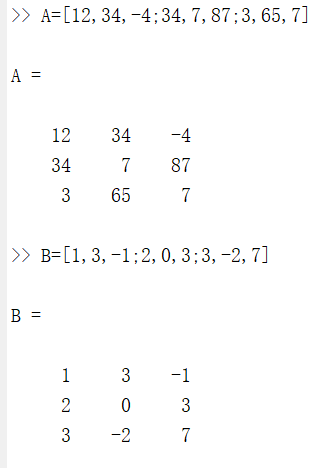 >> A=[12,34,-4;34,7,87;3,65,7]
A =
12 34 -4
34 7 87
3 65 7
>> B=[1,3,-1;2,0,3;3,-2,7]
B =
1 3 -1
2 0 3
3 -2 7